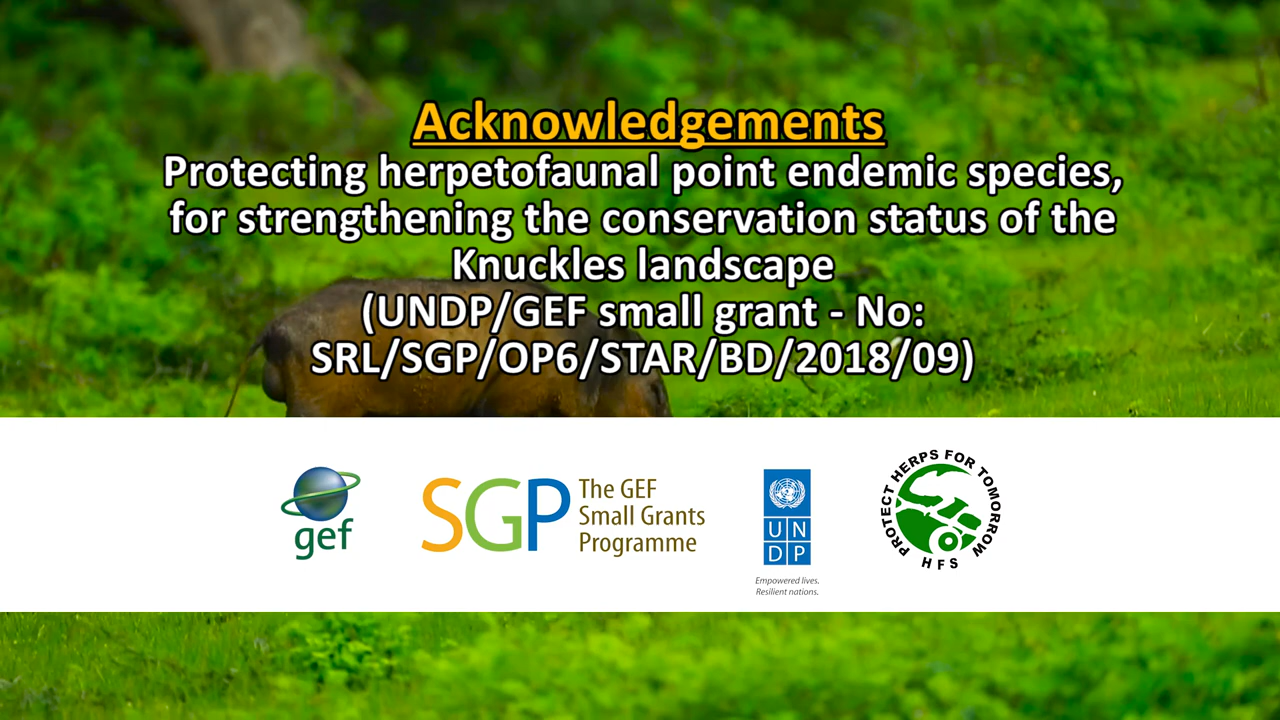 Acknowledgements
Protecting herpetofaunal point endemic species,
for strengthening the conservation status of the
Knuckles landscape
(UNDP/GEF small grant - No:
SRL/SGP/OP6/STAR/BD/2018/09)
gef
SGP
The GEF
Small Grants
Programme
U N
D P
Empowered lives.
Resilient nations.
PROTECT HERPS FOR TOMORROW
HFS